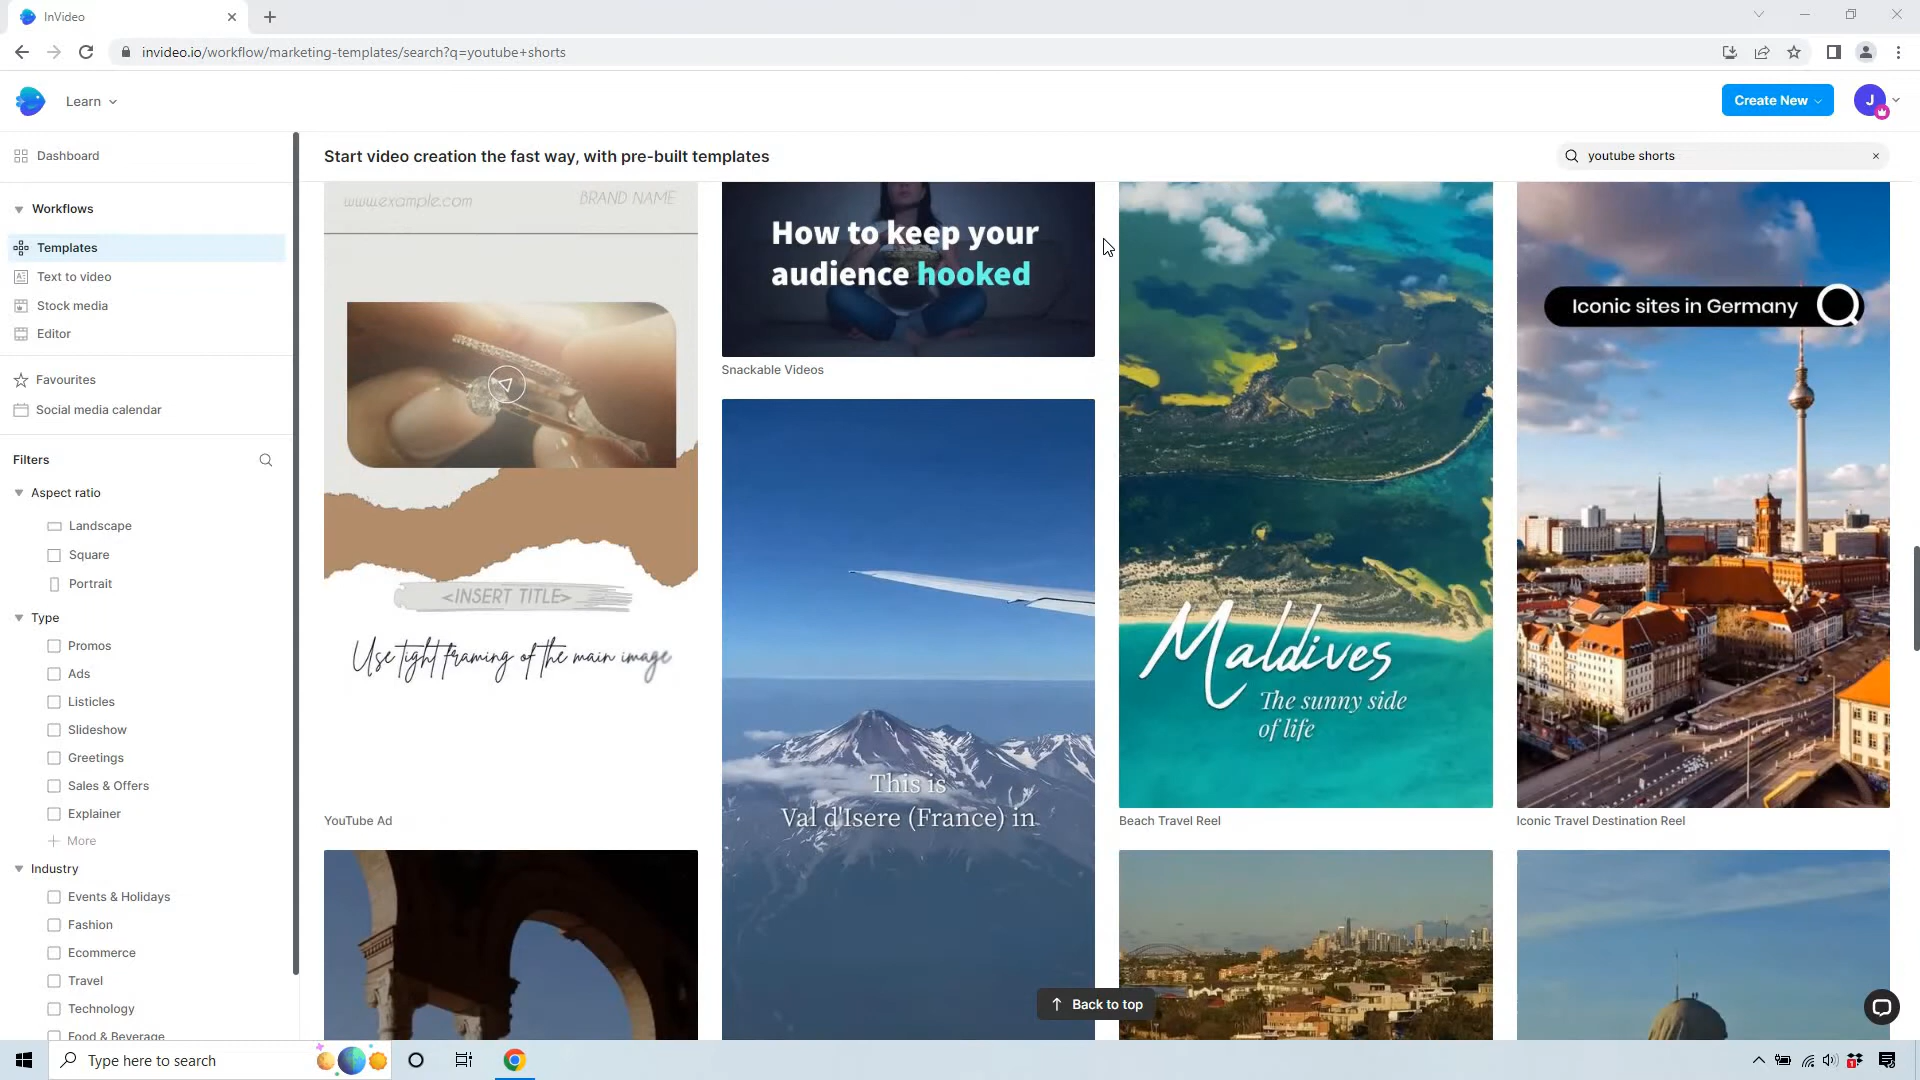 InVideo
invideo.io/workflow/marketing-templates/search?q=youtube+shorts
Learn
Create New
J
Dashboard
Start video creation the fast way, with pre-built templates
youtube shorts
Workflows
Templates
Text to video
Stock media
Editor
Favourites
Social media calendar
Filters
Aspect ratio
Landscape
Square
Portrait
Type
Promos
Ads
Listicles
Slideshow
Greetings
Sales & Offers
Explainer
More
Industry
Events & Holidays
Fashion
Ecommerce
Travel
Technology
Food & Beverage
www.example.com
BRAND NAME
<INSERT TITLE>
Use tight framing of the main image
YouTube Ad
How to keep your
audience hooked
Snackable Videos
This is
Val d'Isere (France) in
Maldives
The sunny side
of life
Beach Travel Reel
Iconic sites in Germany
Iconic Travel Destination Reel
Back to top
Type here to search
1